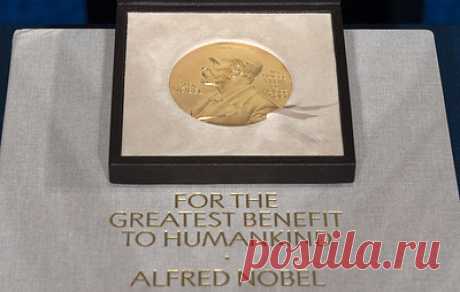 FOR THE
GREATEST BENEFIT
TO HUMANKIND
·
ALFRED NOBEL
postila.ru